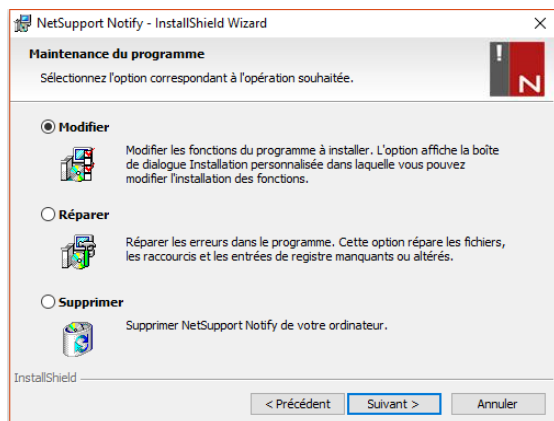 NetSupport Notify - InstallShield Wizard
Maintenance du programme
Sélectionnez l'option correspondant à l'opération souhaitée.
! N
Modifier
Modifier les fonctions du programme à installer. L'option affiche la boîte
de dialogue Installation personnalisée dans laquelle vous pouvez
modifier l'installation des fonctions.
Réparer
Réparer les erreurs dans le programme. Cette option répare les fichiers,
les raccourcis et les entrées de registre manquants ou altérés.
Supprimer
Supprimer NetSupport Notify de votre ordinateur.
InstallShield
< Précédent Suivant > Annuler